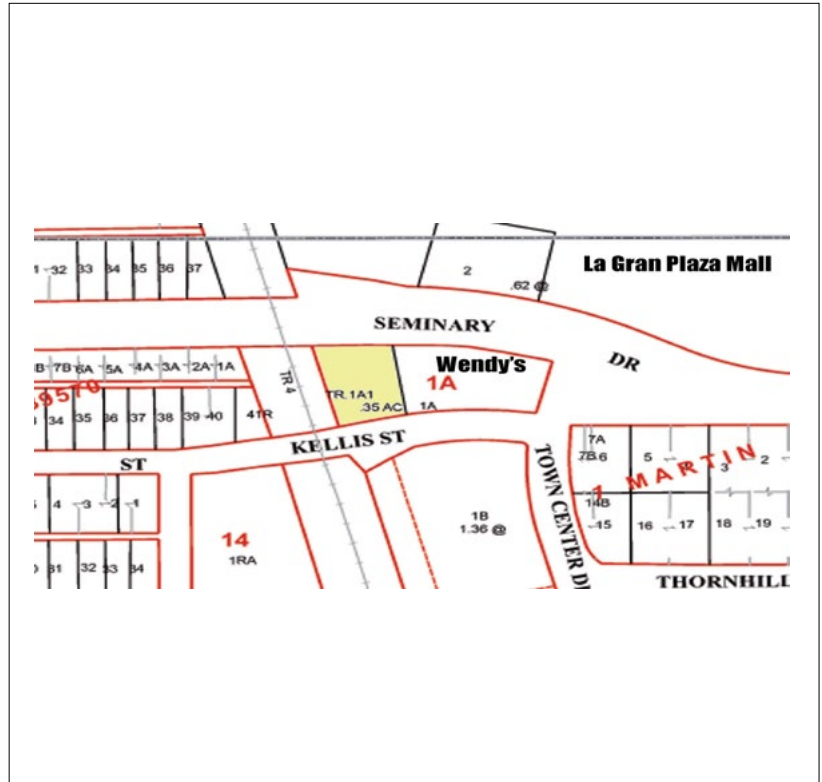 32 33 34 35 36 37
2
.62 @
La Gran Plaza Mall
SEMINARY
DR
Wendy's
7B 6A 5A 4A 3A 2A 1A
TR 4
TR. 1A1
.35 AC
1A
1A
39570
34 35 36 37 38 39 40 41R
KELLIS ST
ST
TOWN CENTER
7A
7B 6 5 3 2
1 MARTIN
4 3 2 1
14B
15 16 17 18 19
1B
1.36 @
14
1RA
31 32 33 34
THORNHILL